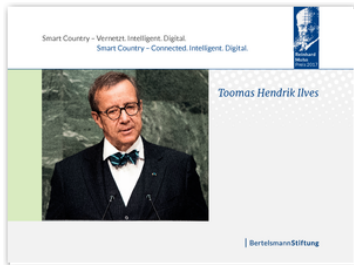 Smart Country – Vernetzt. Intelligent. Digital.
Smart Country – Connected. Intelligent. Digital.
Reinhard
Mohn
Preis 2017
Toomas Hendrik Ilves
BertelsmannStiftung